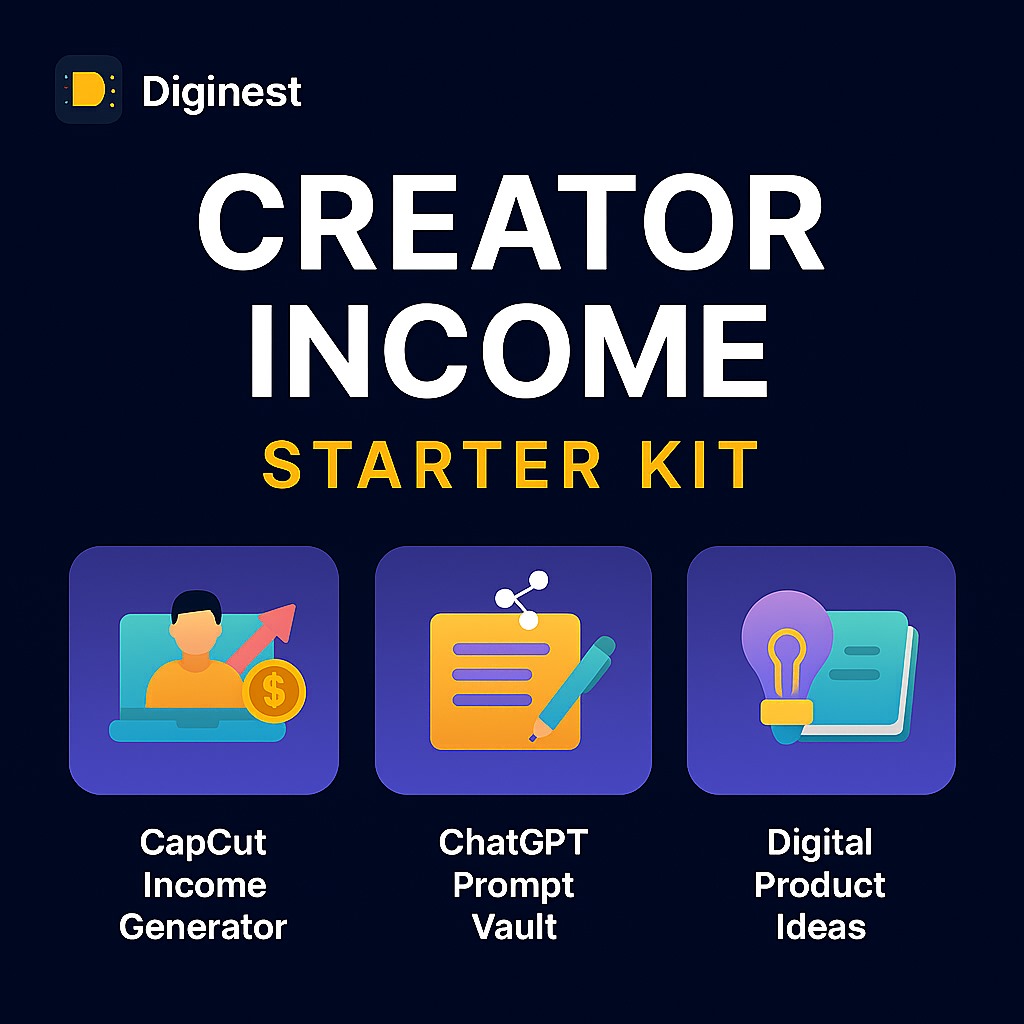 Diginest
CREATOR
INCOME
STARTER KIT
$
CapCut
Income
Generator
ChatGPT
Prompt
Vault
Digital
Product
Ideas